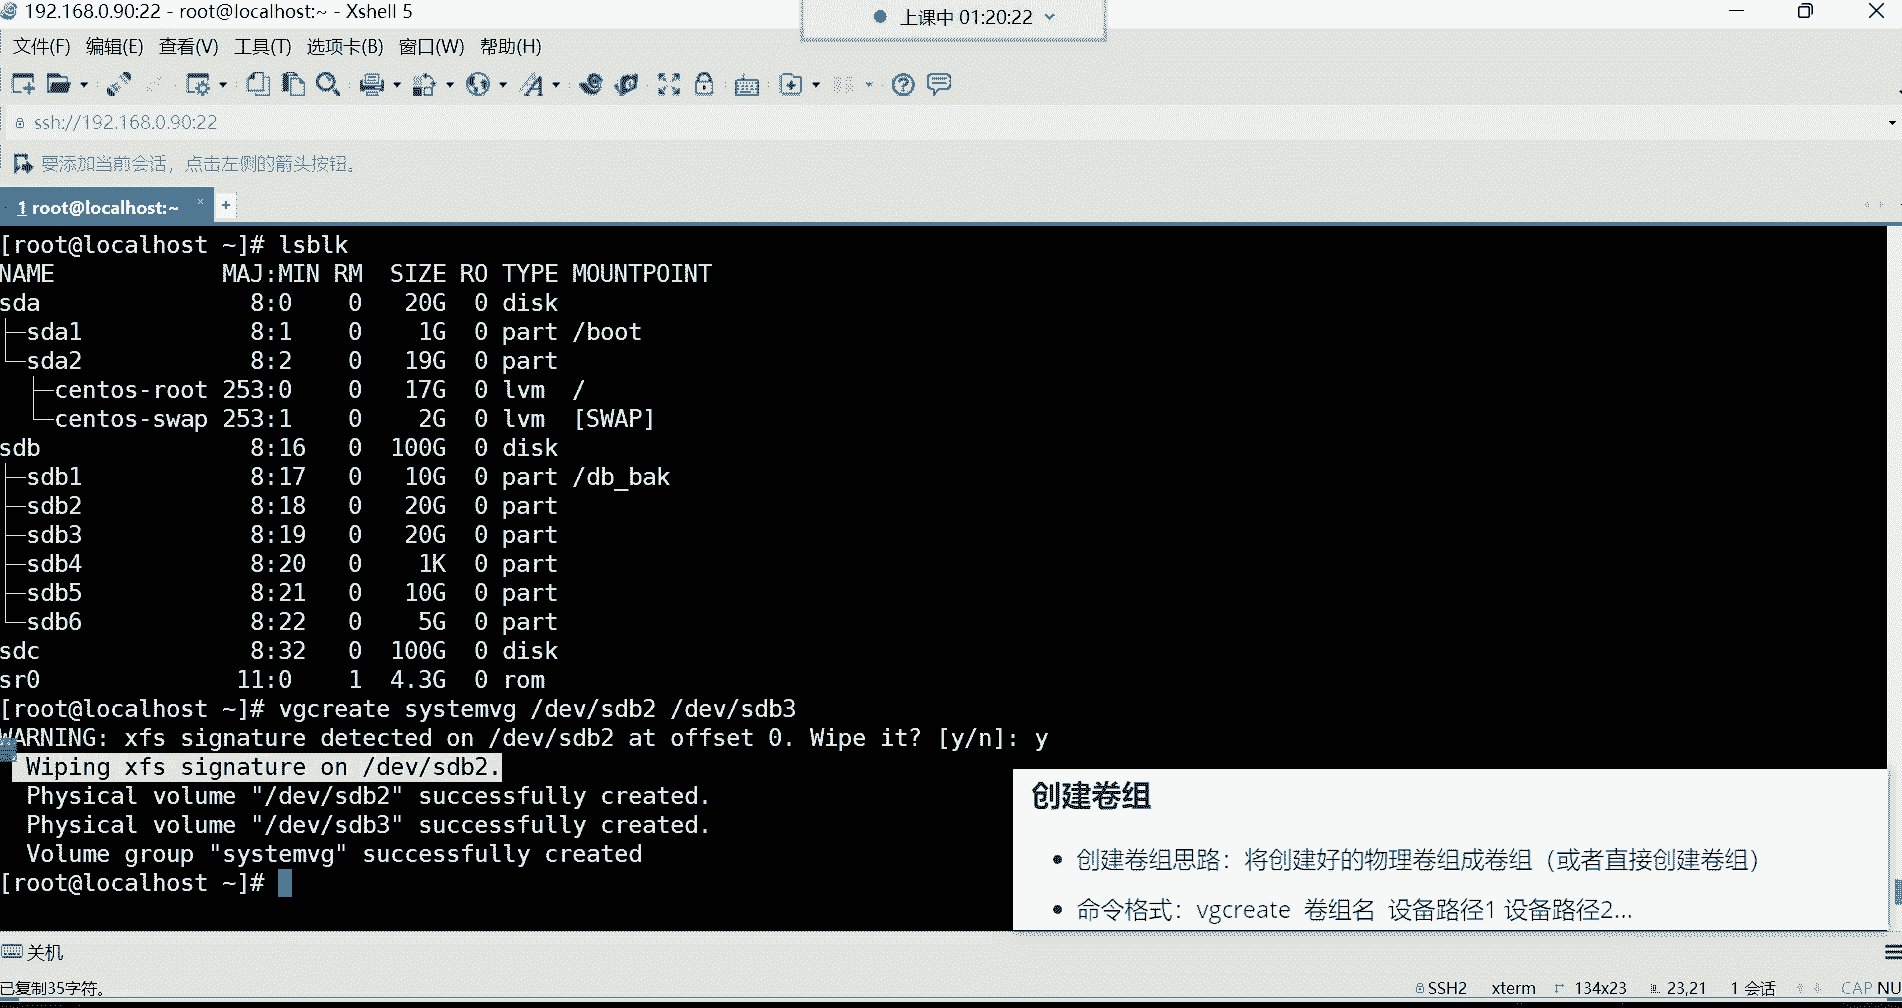 192.168.0.90:22 - root@localhost:~ - Xshell 5
上课中 01:20:22
文件(F) 编辑(E) 查看(V) 工具(T) 选项卡(B) 窗口(W) 帮助(H)
ssh://192.168.0.90:22
要添加当前会话，点击左侧的箭头按钮。
1 root@localhost:~ × +
[root@localhost ~]# lsblk
NAME            MAJ:MIN RM  SIZE RO TYPE MOUNTPOINT
sda               8:0    0   20G  0 disk
├─sda1            8:1    0    1G  0 part /boot
└─sda2            8:2    0   19G  0 part
  ├─centos-root 253:0    0   17G  0 lvm  /
  └─centos-swap 253:1    0    2G  0 lvm  [SWAP]
sdb               8:16   0  100G  0 disk
├─sdb1            8:17   0   10G  0 part /db_bak
├─sdb2            8:18   0   20G  0 part
├─sdb3            8:19   0   20G  0 part
├─sdb4            8:20   0    1K  0 part
├─sdb5            8:21   0   10G  0 part
└─sdb6            8:22   0    5G  0 part
sdc               8:32   0  100G  0 disk
sr0              11:0    1  4.3G  0 rom
[root@localhost ~]# vgcreate systemvg /dev/sdb2 /dev/sdb3
WARNING: xfs signature detected on /dev/sdb2 at offset 0. Wipe it? [y/n]: y
  Wiping xfs signature on /dev/sdb2.
  Physical volume "/dev/sdb2" successfully created.
  Physical volume "/dev/sdb3" successfully created.
  Volume group "systemvg" successfully created
[root@localhost ~]#
创建卷组
• 创建卷组思路：将创建好的物理卷组成卷组（或者直接创建卷组）
• 命令格式：vgcreate 卷组名 设备路径1 设备路径2...
关机
已复制35字符。
SSH2 xterm 134x23 23,21 1 会话 CAP NU